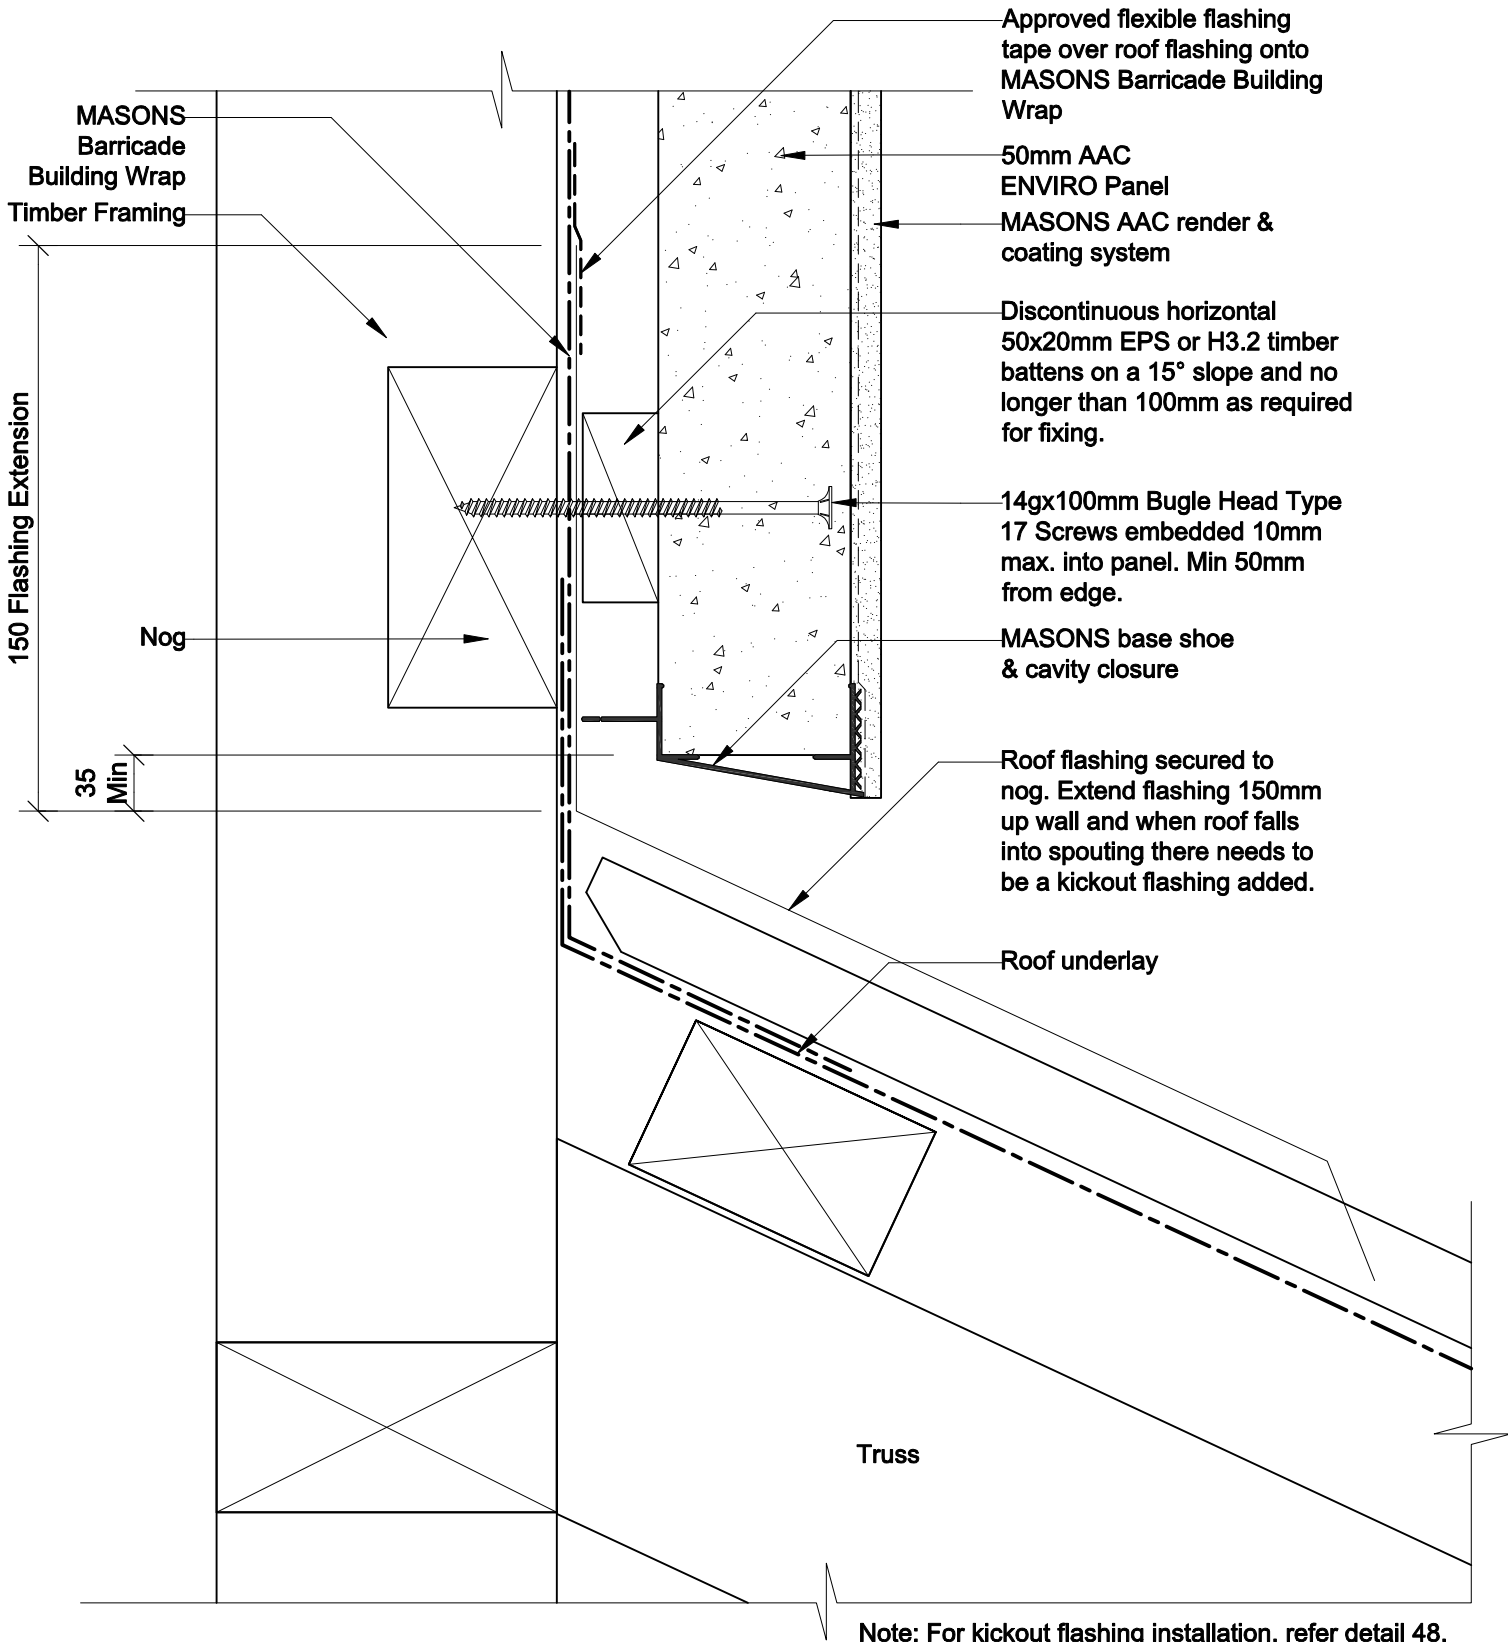 Approved flexible flashing
tape over roof flashing onto
MASONS Barricade Building
Wrap
MASONS
Barricade
Building Wrap
Timber Framing
50mm AAC
ENVIRO Panel
MASONS AAC render &
coating system
Discontinuous horizontal
50x20mm EPS or H3.2 timber
battens on a 15° slope and no
longer than 100mm as required
for fixing.
150 Flashing Extension
14gx100mm Bugle Head Type
17 Screws embedded 10mm
max. into panel. Min 50mm
from edge.
Nog
MASONS base shoe
& cavity closure
35
Min
Roof flashing secured to
nog. Extend flashing 150mm
up wall and when roof falls
into spouting there needs to
be a kickout flashing added.
Roof underlay
Truss
Note: For kickout flashing installation, refer detail 48.